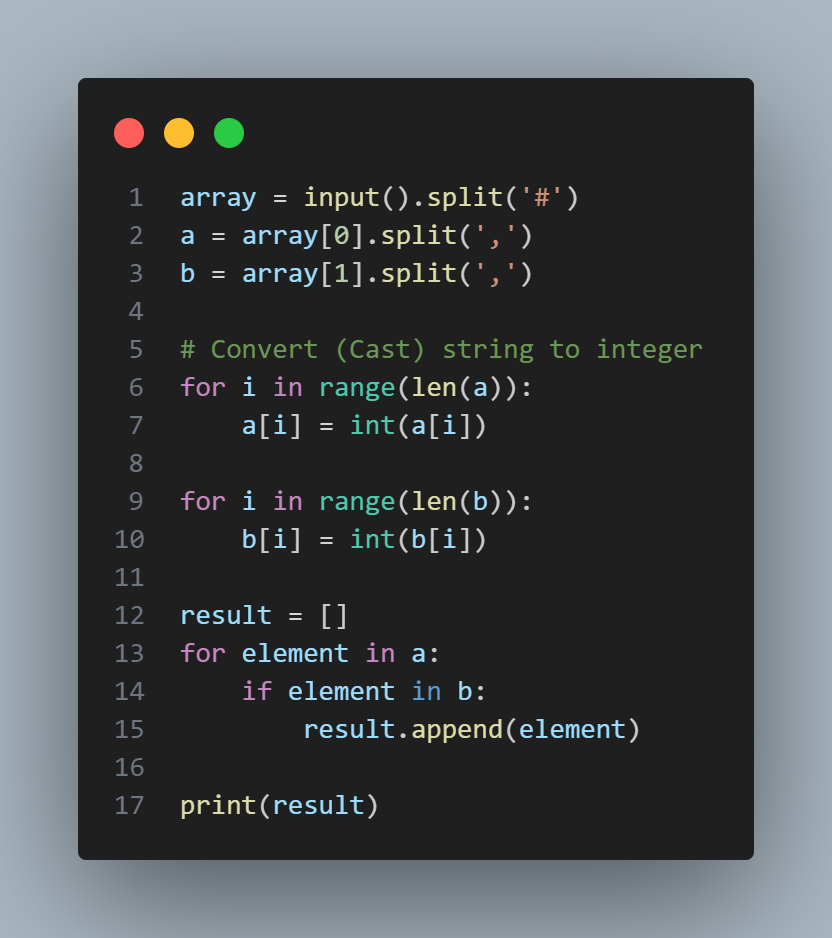 1 array = input().split('#')
2 a = array[0].split(',')
3 b = array[1].split(',')
4
5 # Convert (Cast) string to integer
6 for i in range(len(a)):
7     a[i] = int(a[i])
8
9 for i in range(len(b)):
10     b[i] = int(b[i])
11
12 result = []
13 for element in a:
14     if element in b:
15         result.append(element)
16
17 print(result)